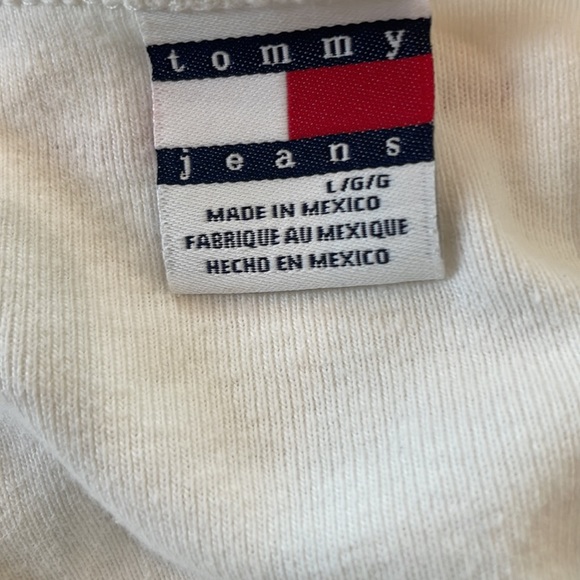 tommy
jeans
L/G/G
MADE IN MEXICO
FABRIQUE AU MEXIQUE
HECHO EN MEXICO